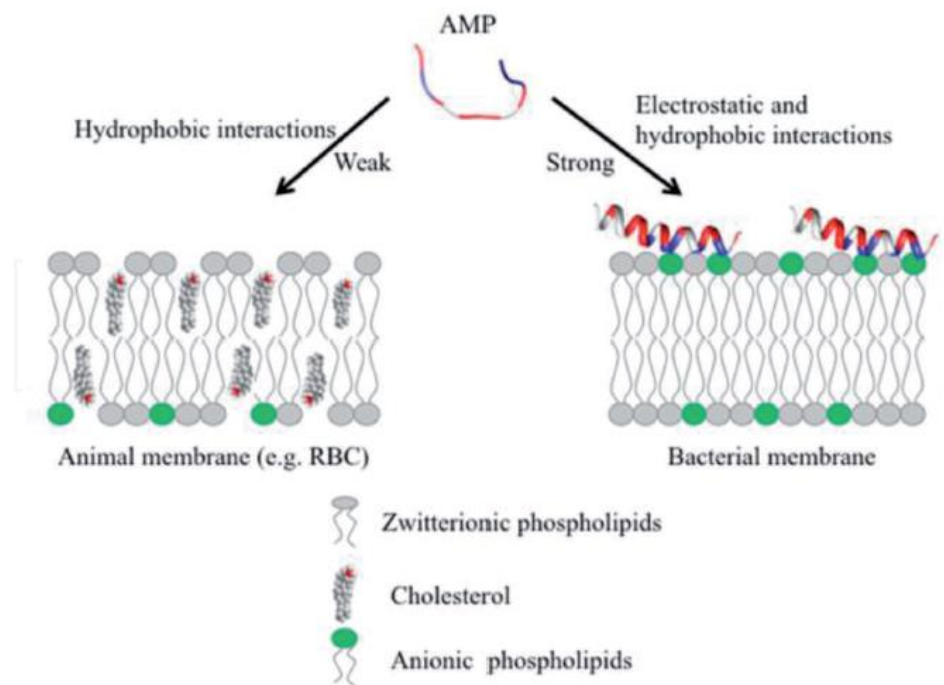 AMP
Hydrophobic interactions
Weak
Electrostatic and
hydrophobic interactions
Strong
Animal membrane (e.g. RBC)
Bacterial membrane
Zwitterionic phospholipids
Cholesterol
Anionic phospholipids